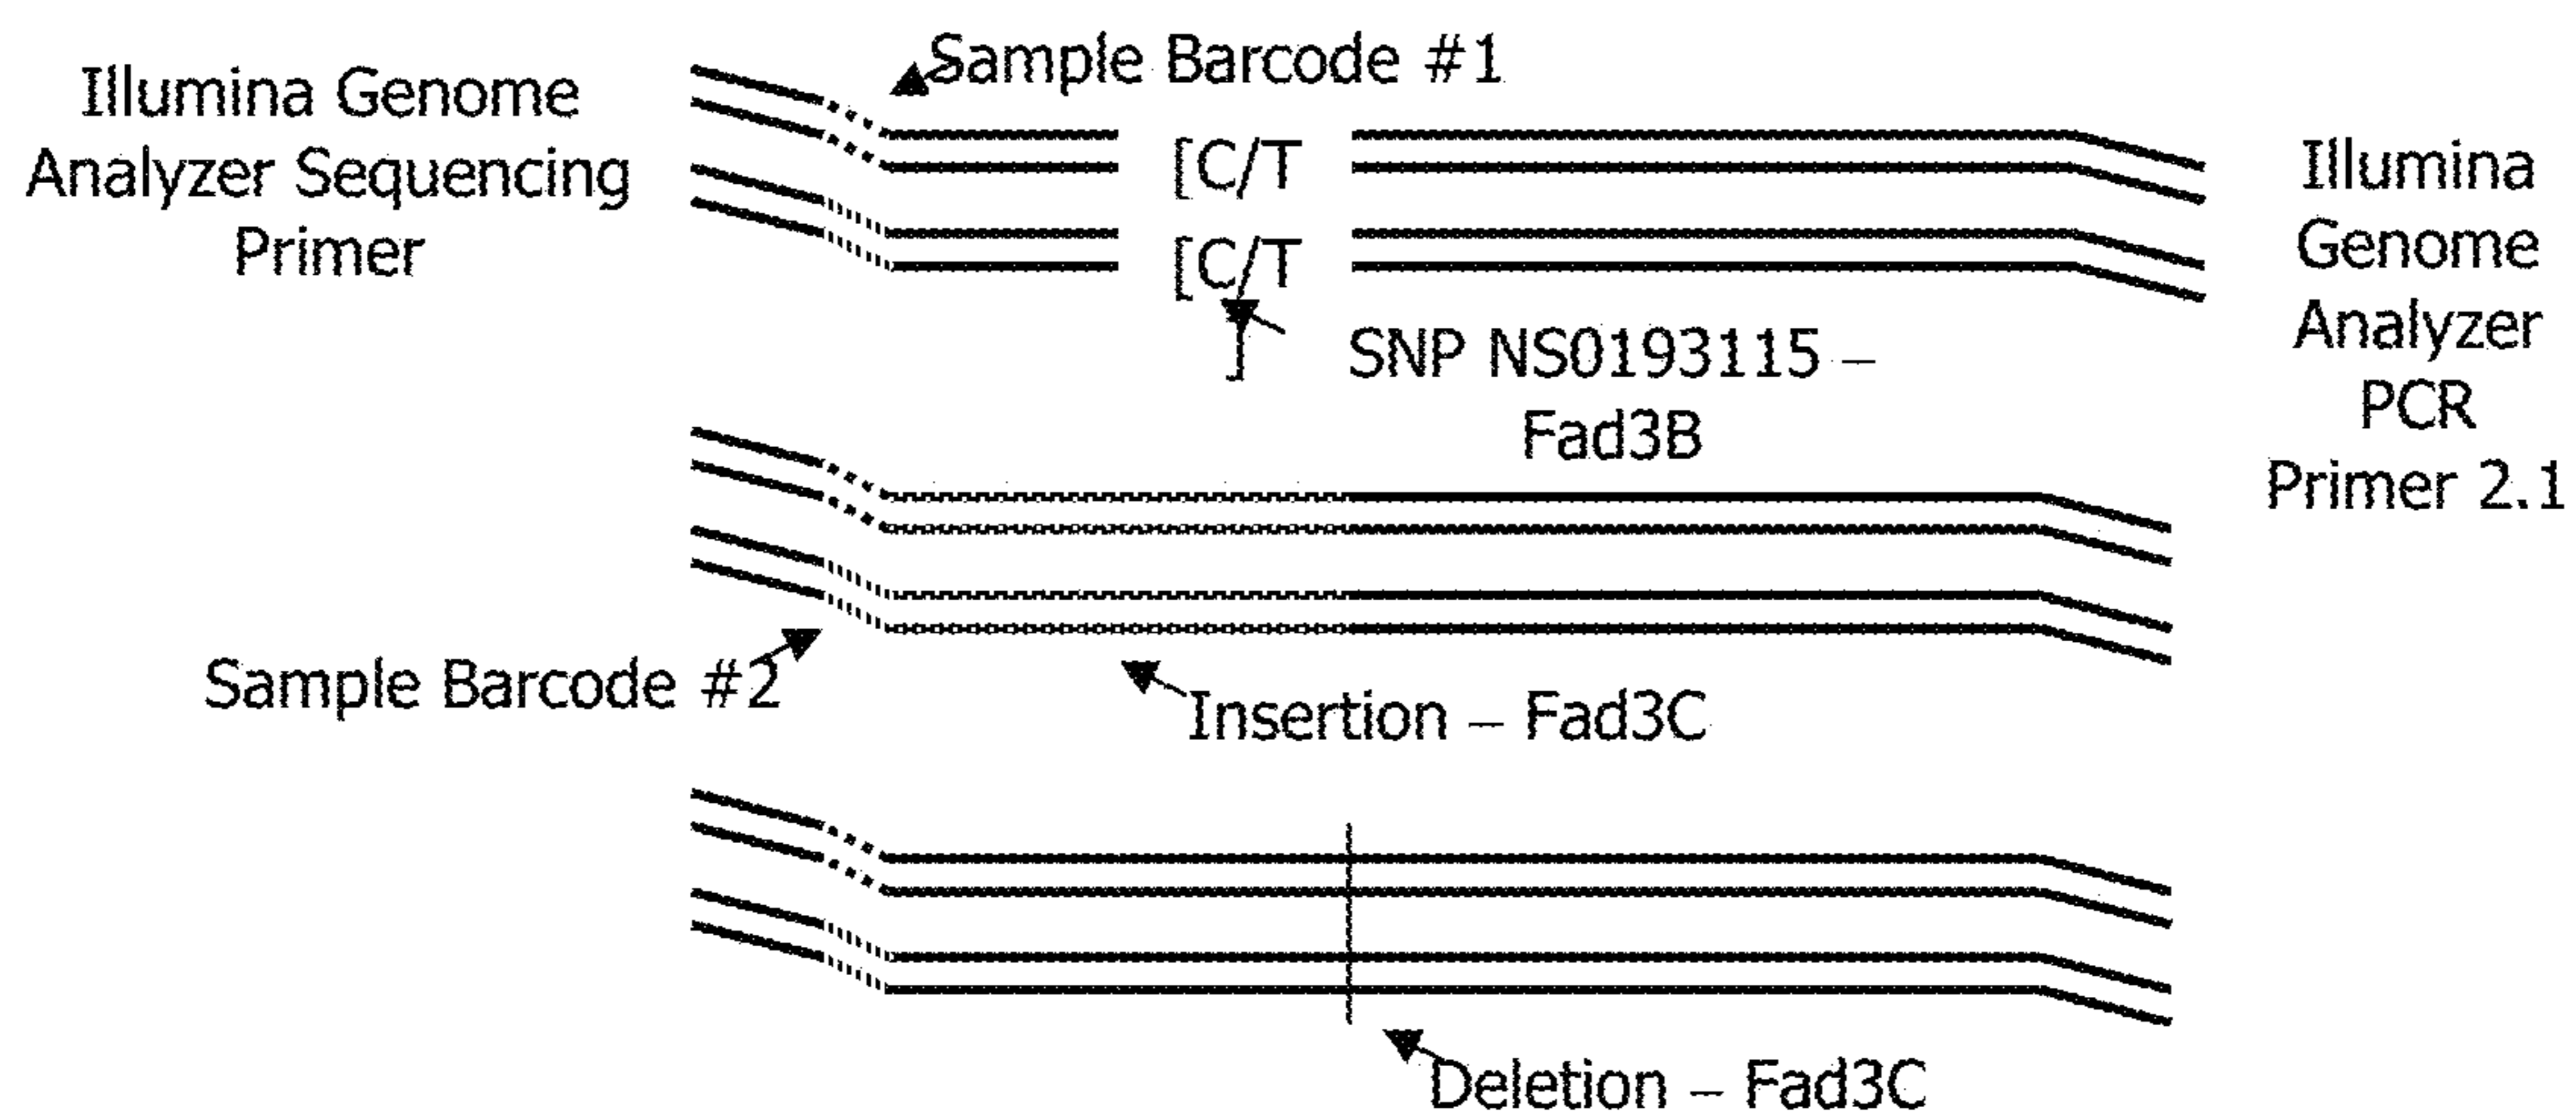 Sample Barcode #1
Illumina Genome
Analyzer Sequencing
Primer
[C/T
[C/T
]
SNP NS0193115 –
Fad3B
Illumina
Genome
Analyzer
PCR
Primer 2.1
Sample Barcode #2
Insertion – Fad3C
Deletion – Fad3C